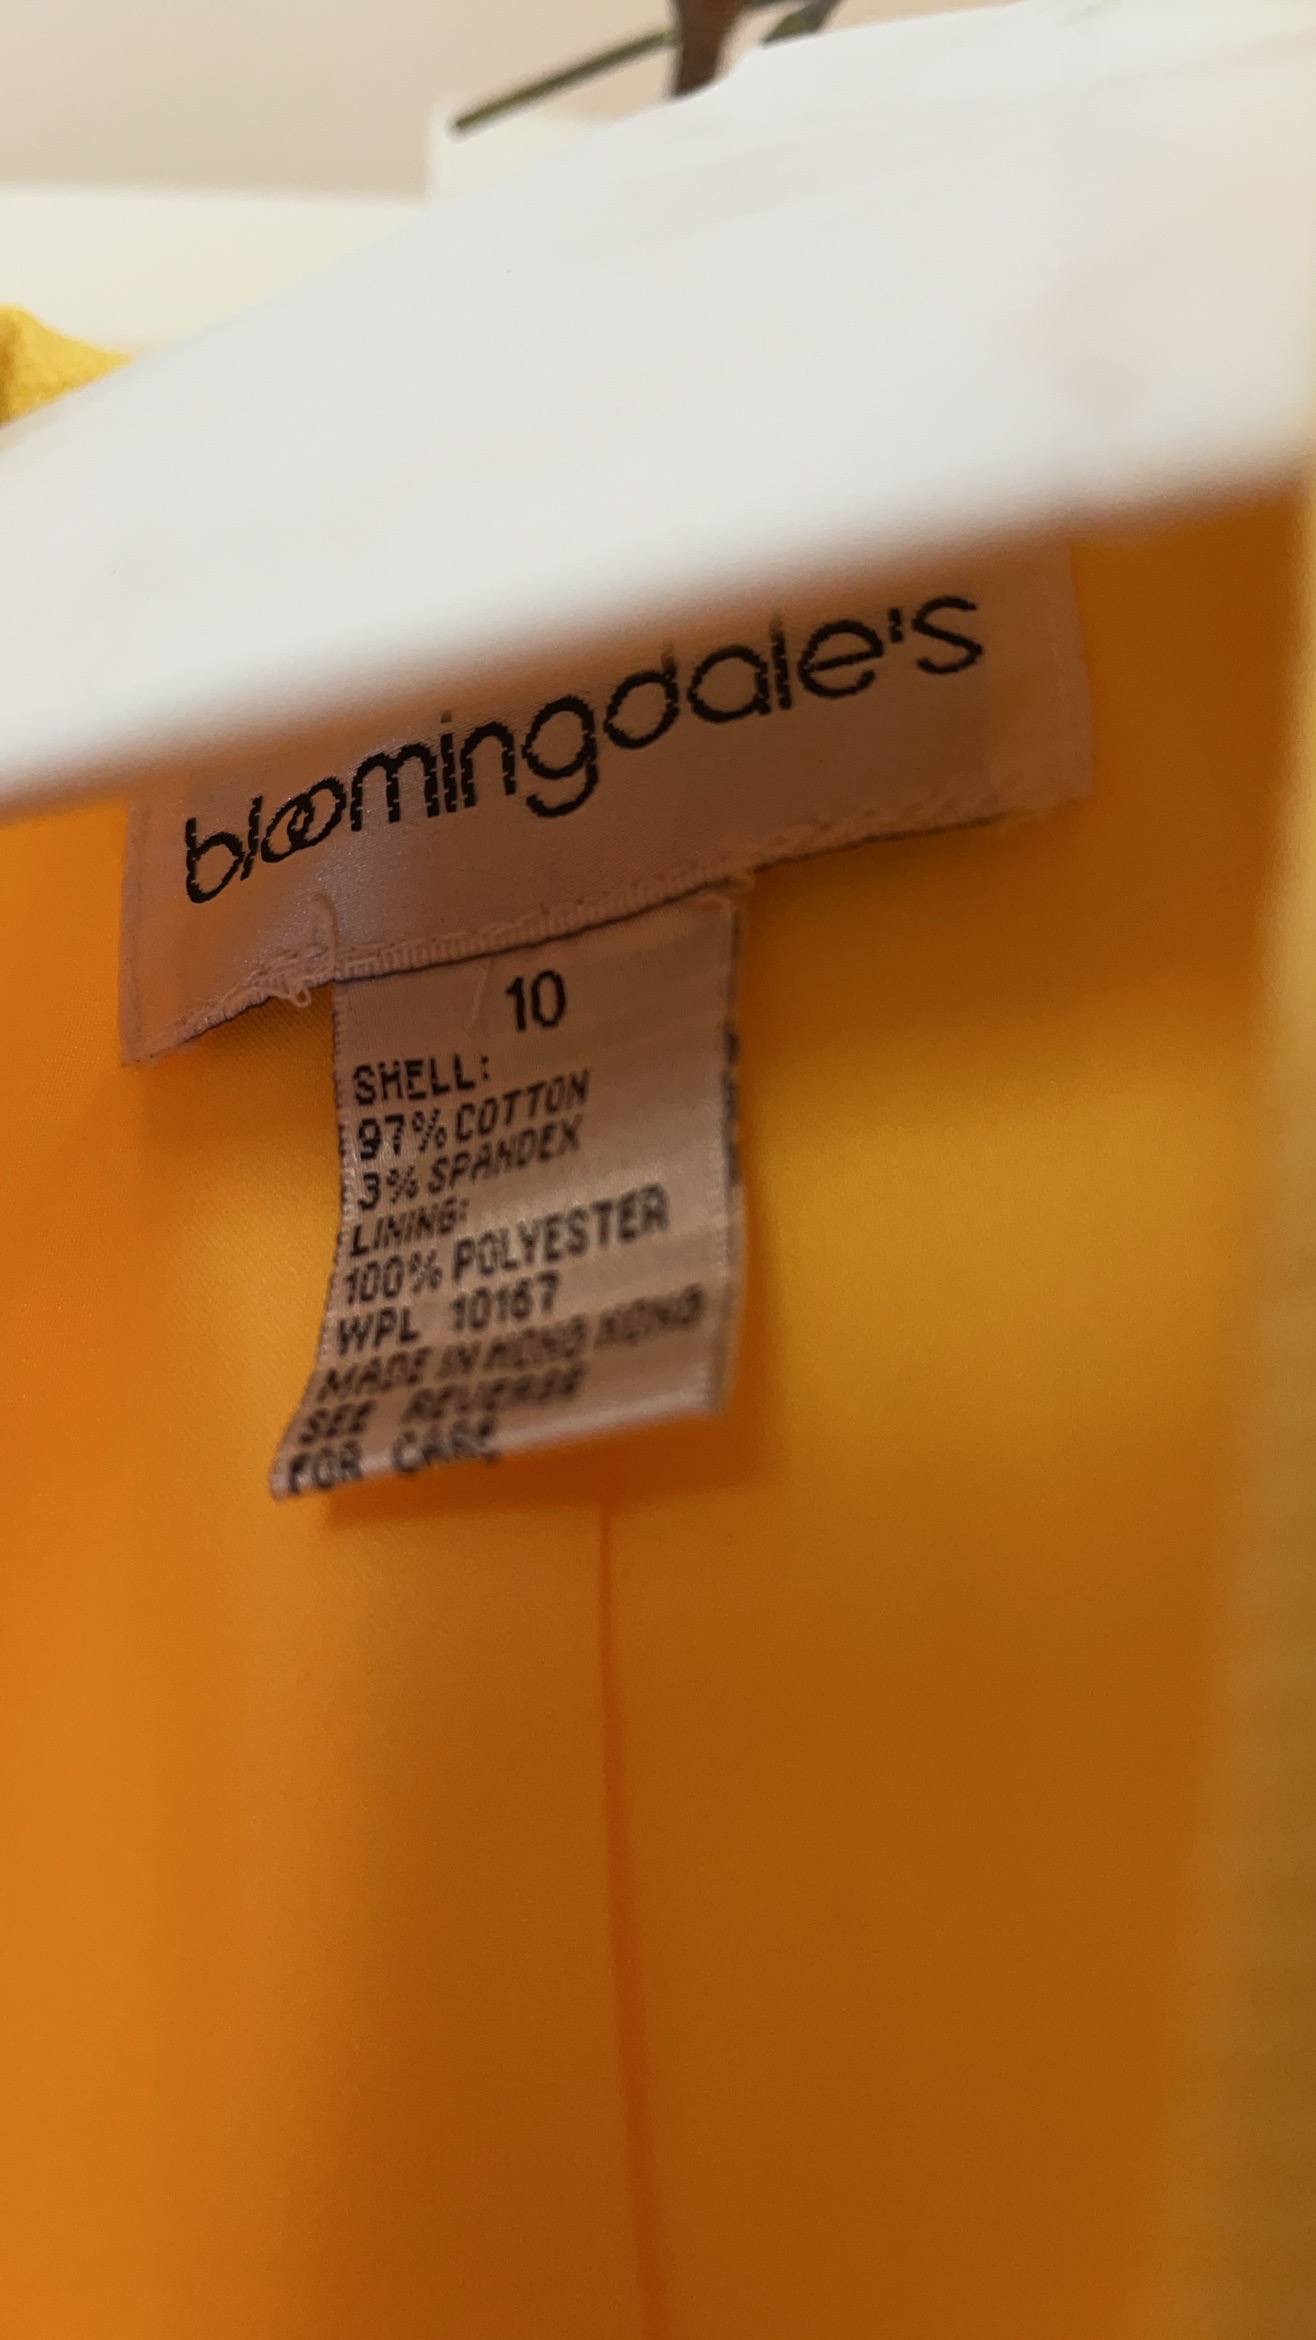 bloomingdale's
10
SHELL:
97% COTTON
3% SPANDEX
LINING:
100% POLYESTER
WPL 10167
MADE IN HONG KONG
SEE REVERSE
FOR CARE